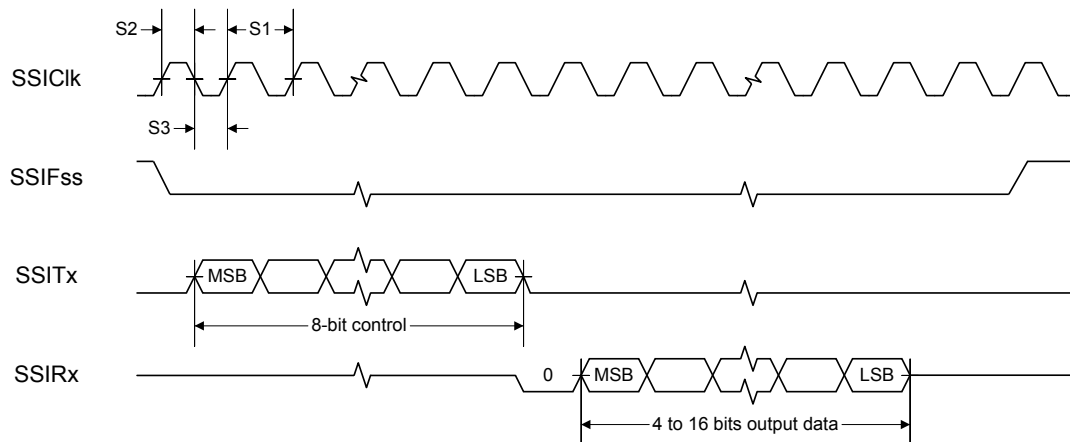 S2
S1
SSIClk
S3
SSIFss
SSITx
MSB
LSB
8-bit control
SSIRx
0
MSB
LSB
4 to 16 bits output data